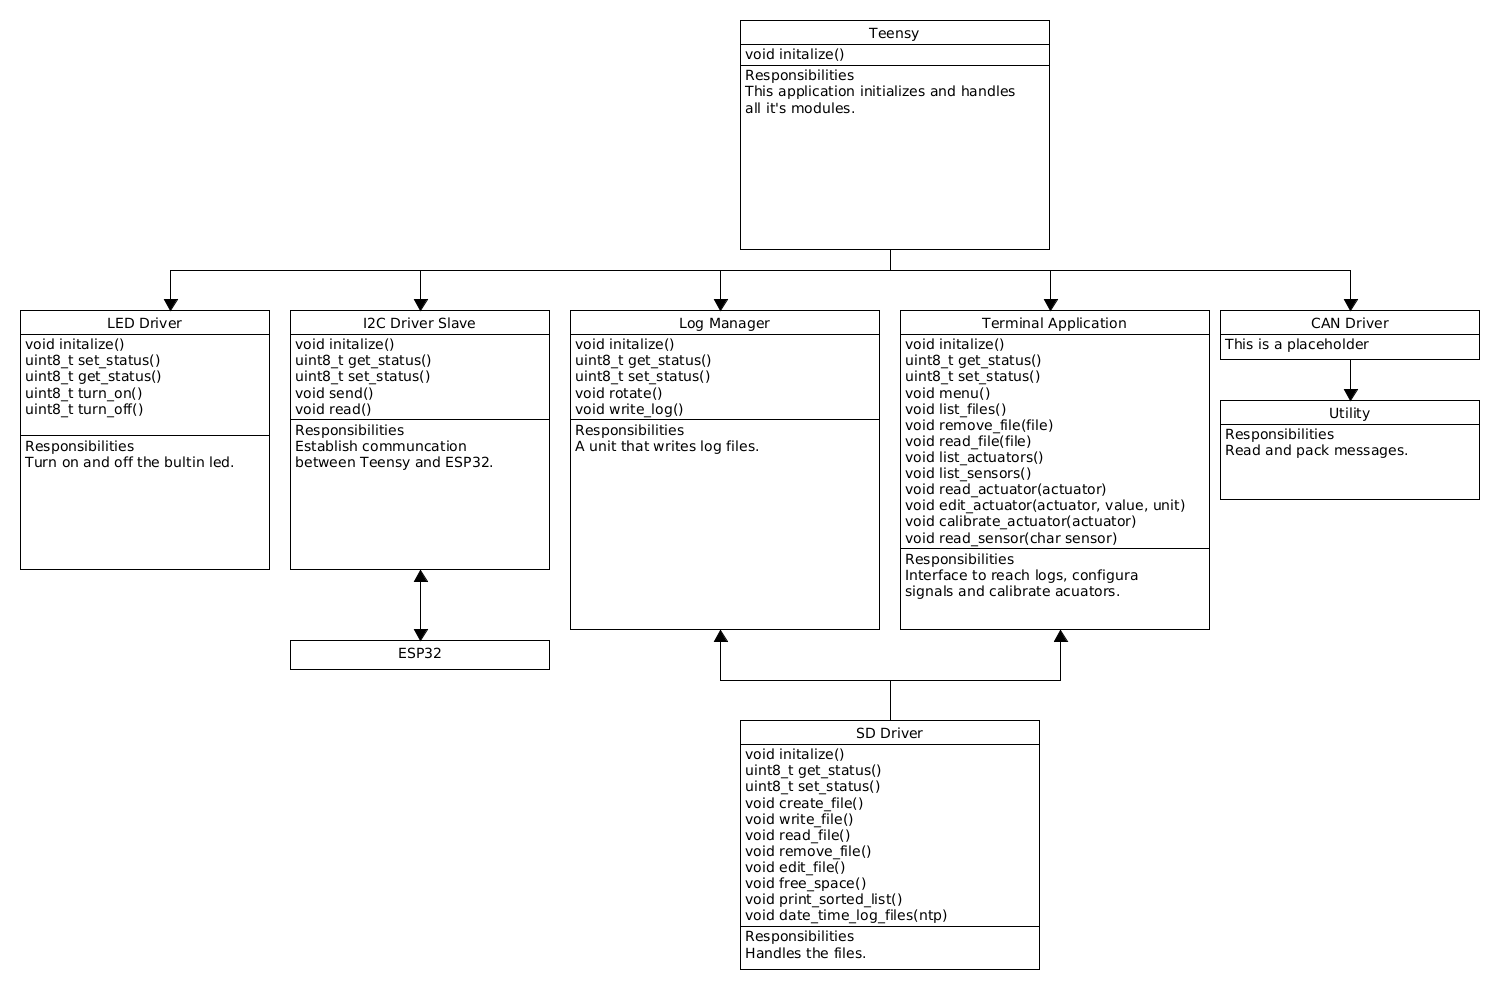 Teensy
void initalize()
Responsibilities
This application initializes and handles
all it's modules.
LED Driver
void initalize()
uint8_t set_status()
uint8_t get_status()
uint8_t turn_on()
uint8_t turn_off()
Responsibilities
Turn on and off the bultin led.
I2C Driver Slave
void initalize()
uint8_t get_status()
uint8_t set_status()
void send()
void read()
Responsibilities
Establish communcation
between Teensy and ESP32.
ESP32
Log Manager
void initalize()
uint8_t get_status()
uint8_t set_status()
void rotate()
void write_log()
Responsibilities
A unit that writes log files.
Terminal Application
void initalize()
uint8_t get_status()
uint8_t set_status()
void menu()
void list_files()
void remove_file(file)
void read_file(file)
void list_actuators()
void list_sensors()
void read_actuator(actuator)
void edit_actuator(actuator, value, unit)
void calibrate_actuator(actuator)
void read_sensor(char sensor)
Responsibilities
Interface to reach logs, configura
signals and calibrate acuators.
CAN Driver
This is a placeholder
Utility
Responsibilities
Read and pack messages.
SD Driver
void initalize()
uint8_t get_status()
uint8_t set_status()
void create_file()
void write_file()
void read_file()
void remove_file()
void edit_file()
void free_space()
void print_sorted_list()
void date_time_log_files(ntp)
Responsibilities
Handles the files.